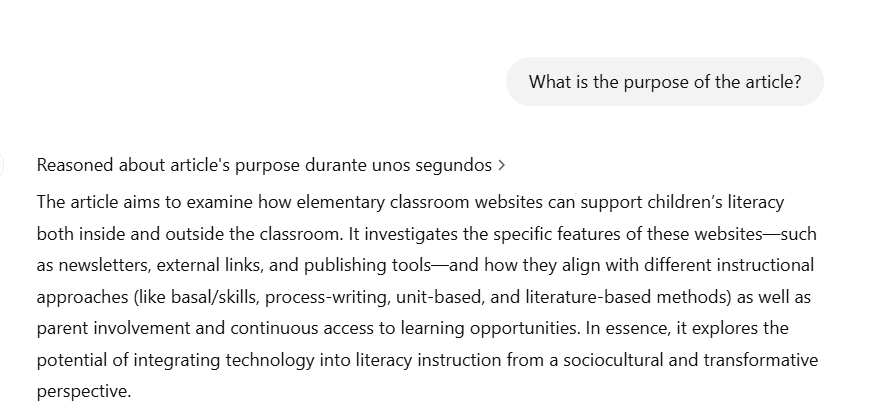 What is the purpose of the article?
Reasoned about article's purpose durante unos segundos >
The article aims to examine how elementary classroom websites can support children’s literacy
both inside and outside the classroom. It investigates the specific features of these websites—such
as newsletters, external links, and publishing tools—and how they align with different instructional
approaches (like basal/skills, process-writing, unit-based, and literature-based methods) as well as
parent involvement and continuous access to learning opportunities. In essence, it explores the
potential of integrating technology into literacy instruction from a sociocultural and transformative
perspective.